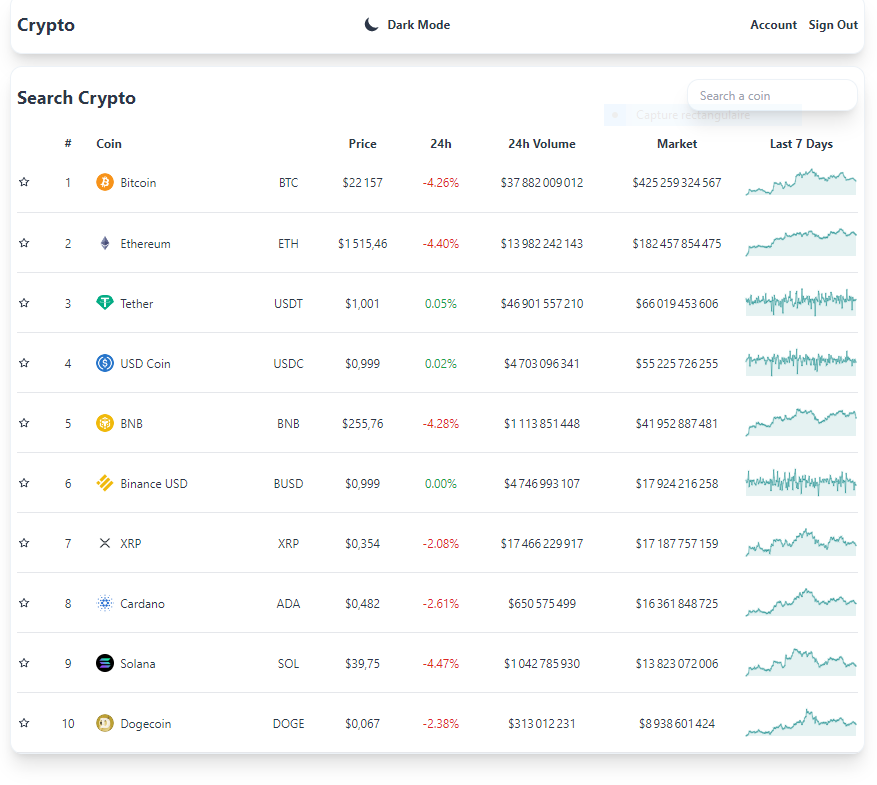 Crypto Dark Mode Account Sign Out
Search Crypto Search a coin
Capture rectangulaire
# Coin Price 24h 24h Volume Market Last 7 Days
1 Bitcoin BTC $22 157 -4.26% $37 882 009 012 $425 259 324 567
2 Ethereum ETH $1 515,46 -4.40% $13 982 242 143 $182 457 854 475
3 Tether USDT $1,001 0.05% $46 901 557 210 $66 019 453 606
4 USD Coin USDC $0,999 0.02% $4 703 096 341 $55 225 726 255
5 BNB BNB $255,76 -4.28% $1 113 851 448 $41 952 887 481
6 Binance USD BUSD $0,999 0.00% $4 746 993 107 $17 924 216 258
7 XRP XRP $0,354 -2.08% $17 466 229 917 $17 187 757 159
8 Cardano ADA $0,482 -2.61% $650 575 499 $16 361 848 725
9 Solana SOL $39,75 -4.47% $1 042 785 930 $13 823 072 006
10 Dogecoin DOGE $0,067 -2.38% $313 012 231 $8 938 601 424